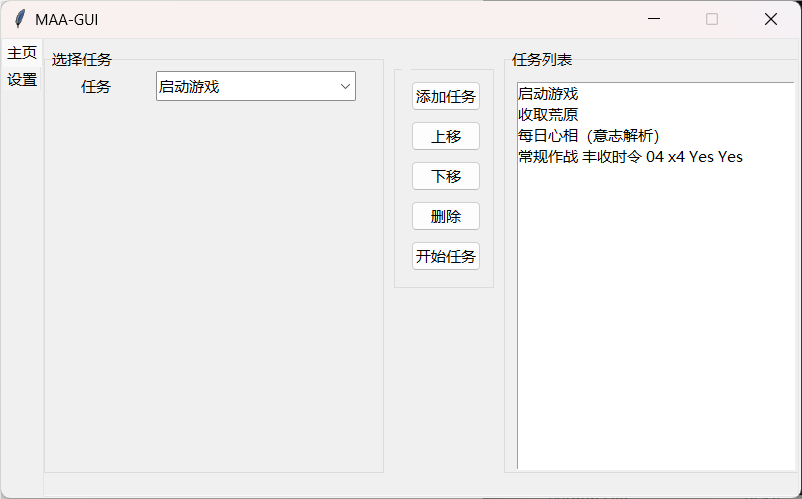 MAA-GUI
主页
设置
选择任务
任务
启动游戏
添加任务
上移
下移
删除
开始任务
任务列表
启动游戏
收取荒原
每日心相（意志解析）
常规作战 丰收时令 04 x4 Yes Yes